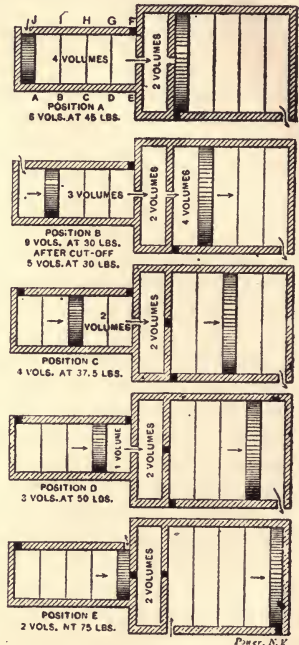 J I H G F
4 VOLUMES
2 VOLUMES
A B C D E
POSITION A
6 VOLS. AT 45 LBS.
3 VOLUMES
2 VOLUMES
4 VOLUMES
POSITION B
9 VOLS. AT 30 LBS.
AFTER CUT-OFF
5 VOLS. AT 30 LBS.
2
VOLUMES
2 VOLUMES
POSITION C
4 VOLS. AT 37.5 LBS.
1 VOLUME
2 VOLUMES
POSITION D
3 VOLS. AT 50 LBS.
2 VOLUMES
POSITION E
2 VOLS. AT 75 LBS.
Power, N.Y.